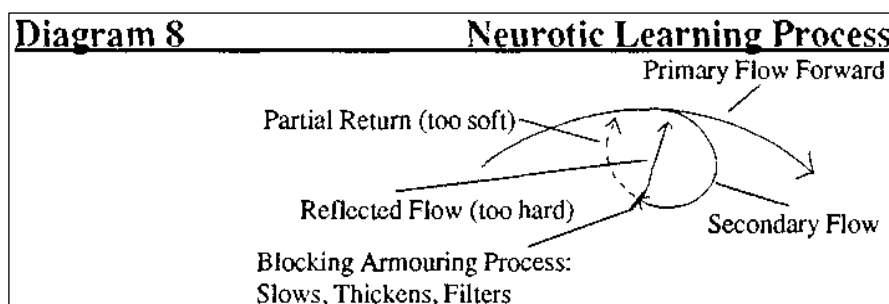 Diagram 8 Neurotic Learning Process
Primary Flow Forward
Partial Return (too soft)
Reflected Flow (too hard)
Secondary Flow
Blocking Armouring Process:
Slows, Thickens, Filters